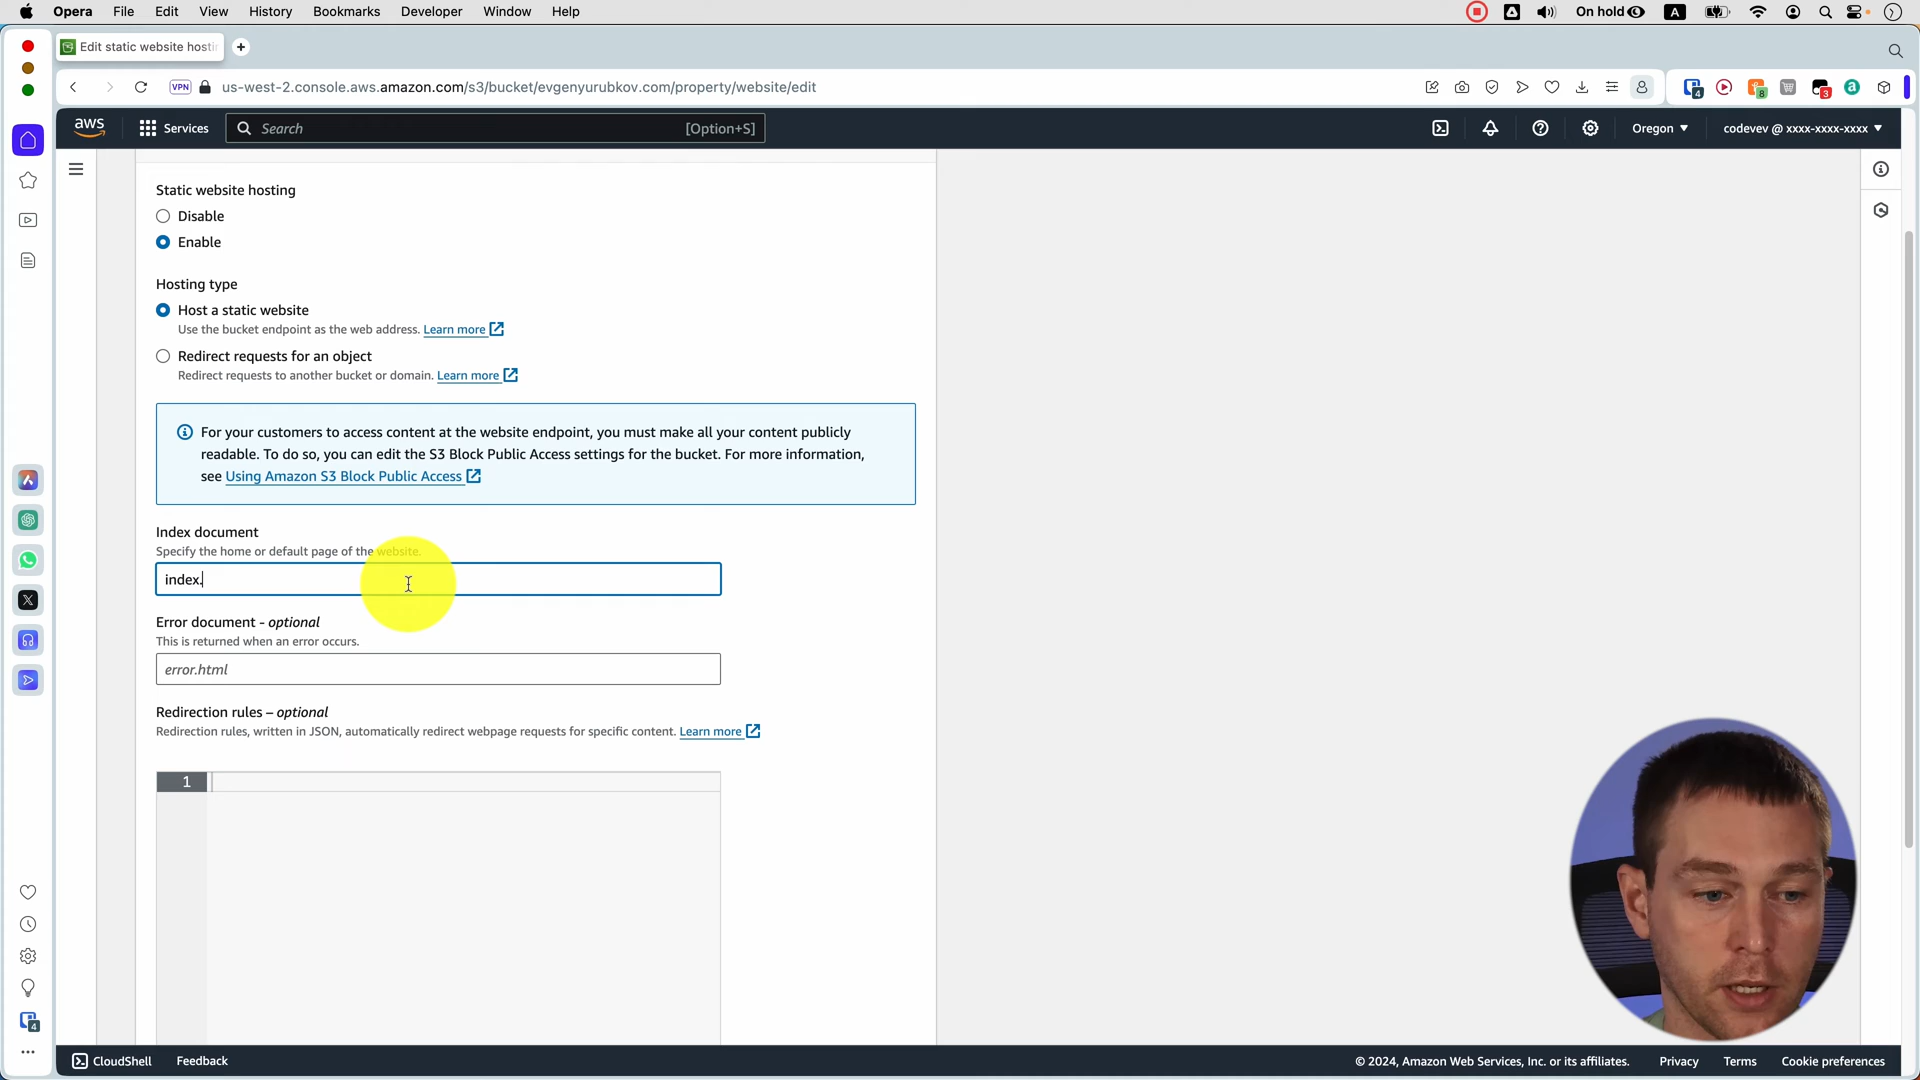 Opera File Edit View History Bookmarks Developer Window Help
On hold
A
Edit static website hosti
VPN us-west-2.console.aws.amazon.com/s3/bucket/evgenyurubkov.com/property/website/edit
4
8
3
a
aws Services Search [Option+S] Oregon codevev @ xxxx-xxxx-xxxx
Static website hosting
Disable
Enable
Hosting type
Host a static website
Use the bucket endpoint as the web address. Learn more
Redirect requests for an object
Redirect requests to another bucket or domain. Learn more
For your customers to access content at the website endpoint, you must make all your content publicly
readable. To do so, you can edit the S3 Block Public Access settings for the bucket. For more information,
see Using Amazon S3 Block Public Access
Index document
Specify the home or default page of the website.
index.
Error document - optional
This is returned when an error occurs.
error.html
Redirection rules – optional
Redirection rules, written in JSON, automatically redirect webpage requests for specific content. Learn more
1
4
CloudShell Feedback © 2024, Amazon Web Services, Inc. or its affiliates. Privacy Terms Cookie preferences